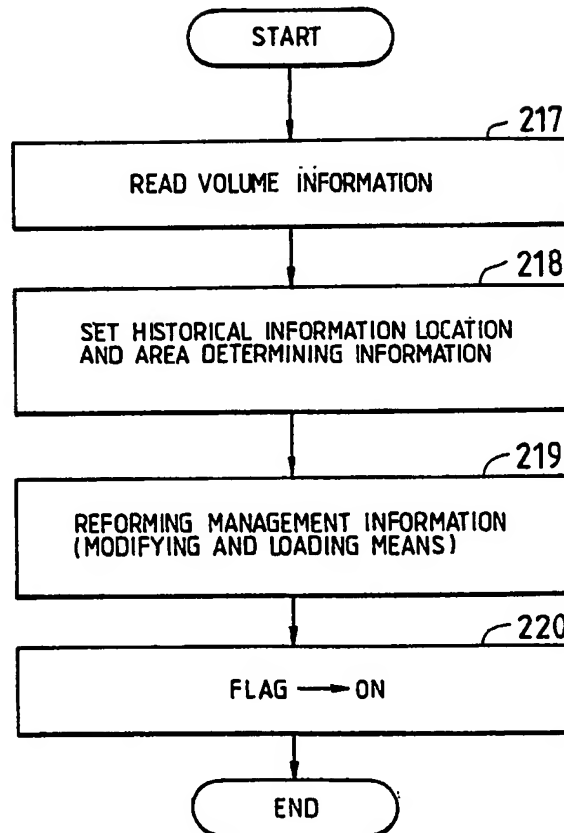 START
217
READ VOLUME INFORMATION
218
SET HISTORICAL INFORMATION LOCATION
AND AREA DETERMINING INFORMATION
219
REFORMING MANAGEMENT INFORMATION
(MODIFYING AND LOADING MEANS)
220
FLAG → ON
END